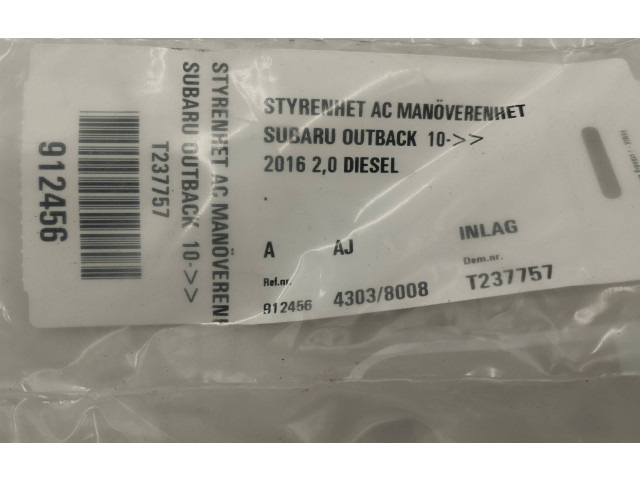 STYRENHET AC MANÖVERENHET
SUBARU OUTBACK 10->>
2016 2,0 DIESEL
.
A AJ INLAG
Ref.nr. Dem.nr.
912456 4303/8008 T237757
STYRENHET AC MANÖVEREN
SUBARU OUTBACK 10->>
T237757
912456